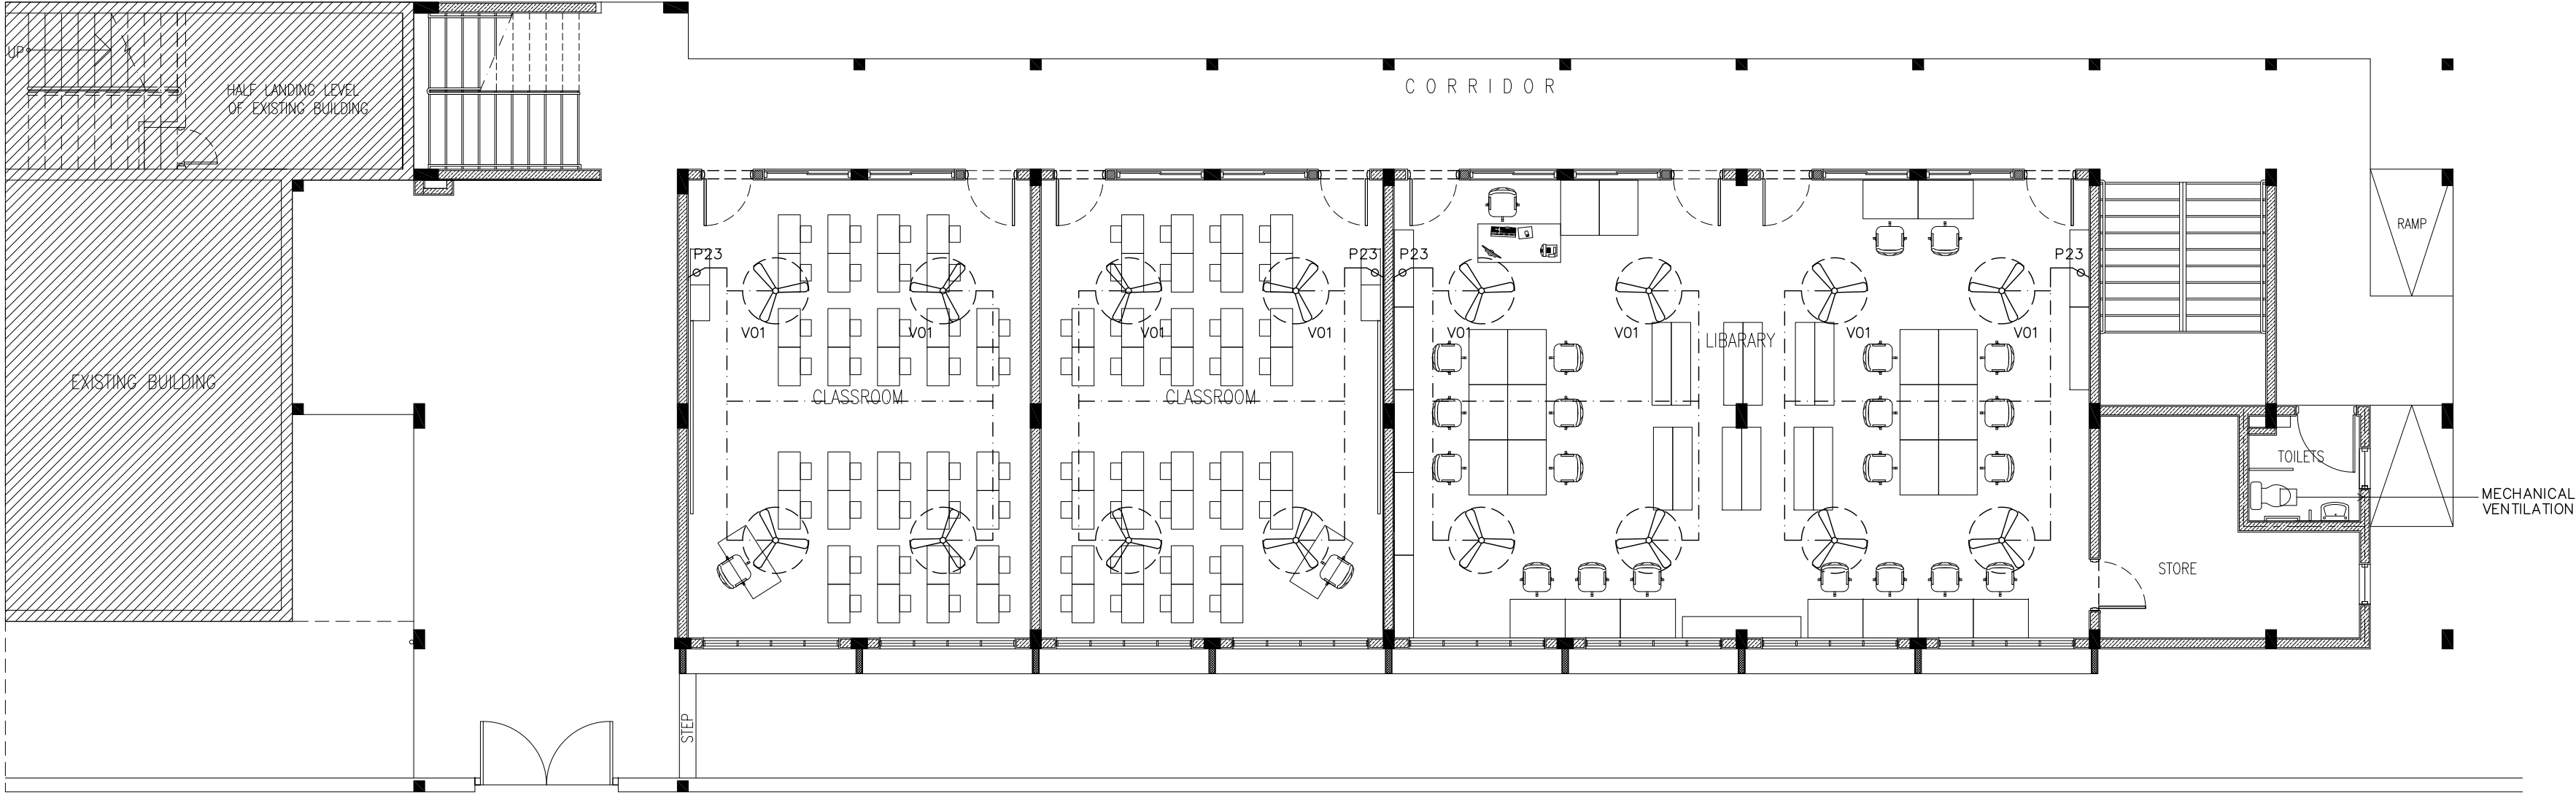 UP
HALF LANDING LEVEL
OF EXISTING BUILDING
CORRIDOR
RAMP
P23
P23
P23
P23
V01
V01
V01
V01
V01
V01
V01
V01
LIBARARY
EXISTING BUILDING
CLASSROOM
CLASSROOM
TOILETS
MECHANICAL
VENTILATION
STORE
STEP